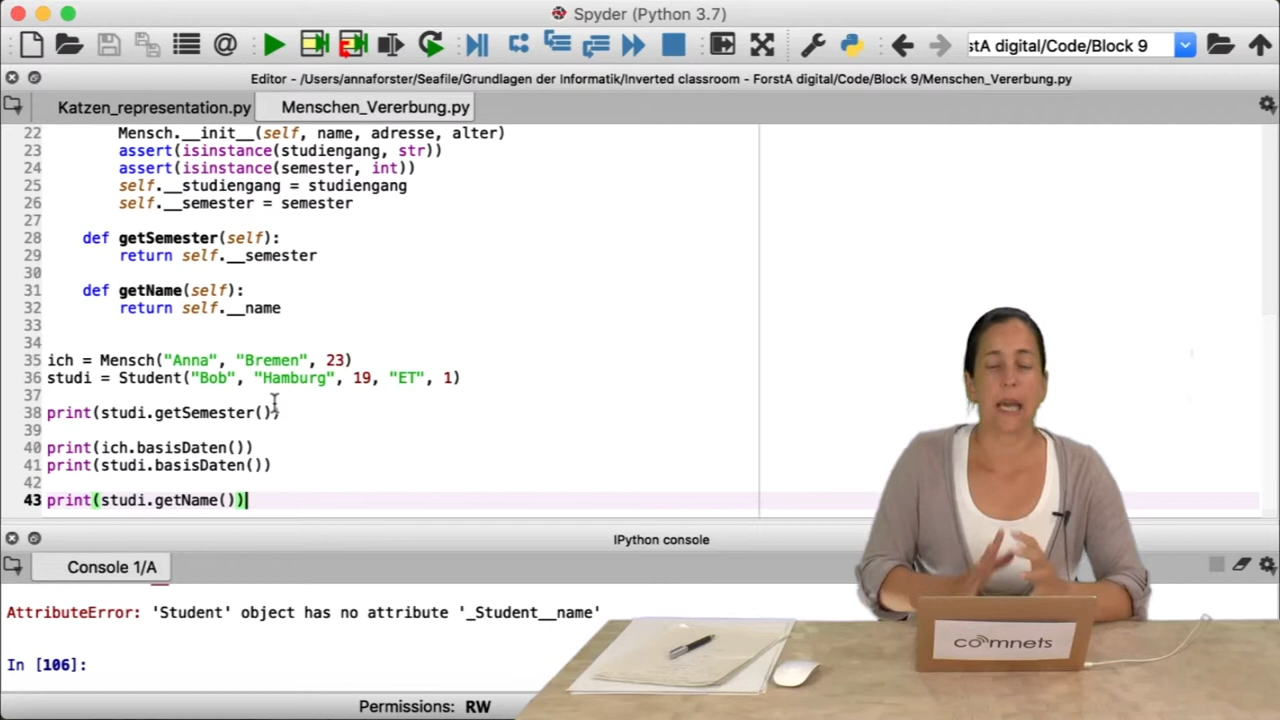 Spyder (Python 3.7)
stA digital/Code/Block 9
Editor - /Users/annaforster/Seafile/Grundlagen der Informatik/Inverted classroom - ForstA digital/Code/Block 9/Menschen_Vererbung.py
Katzen_representation.py
Menschen_Vererbung.py
22 Mensch.__init__(self, name, adresse, alter)
23 assert(isinstance(studiengang, str))
24 assert(isinstance(semester, int))
25 self.__studiengang = studiengang
26 self.__semester = semester
27
28 def getSemester(self):
29 return self.__semester
30
31 def getName(self):
32 return self.__name
33
34
35 ich = Mensch("Anna", "Bremen", 23)
36 studi = Student("Bob", "Hamburg", 19, "ET", 1)
37
38 print(studi.getSemester())
39
40 print(ich.basisDaten())
41 print(studi.basisDaten())
42
43 print(studi.getName())
IPython console
Console 1/A
AttributeError: 'Student' object has no attribute '_Student__name'
In [106]:
Permissions: RW
comnets